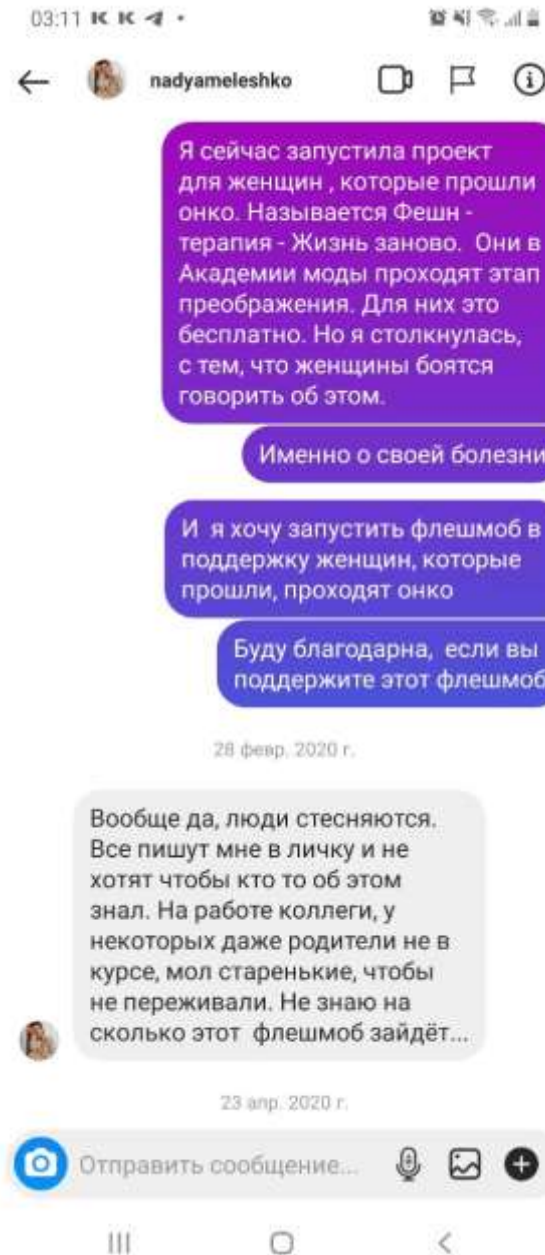 03:11 K K
nadyameleshko
Я сейчас запустила проект
для женщин , которые прошли
онко. Называется Фешн -
терапия - Жизнь заново. Они в
Академии моды проходят этап
преображения. Для них это
бесплатно. Но я столкнулась,
с тем, что женщины боятся
говорить об этом.
Именно о своей болезни
И я хочу запустить флешмоб в
поддержку женщин, которые
прошли, проходят онко
Буду благодарна, если вы
поддержите этот флешмоб
28 февр. 2020 г.
Вообще да, люди стесняются.
Все пишут мне в личку и не
хотят чтобы кто то об этом
знал. На работе коллеги, у
некоторых даже родители не в
курсе, мол старенькие, чтобы
не переживали. Не знаю на
сколько этот флешмоб зайдёт...
23 апр. 2020 г.
Отправить сообщение...